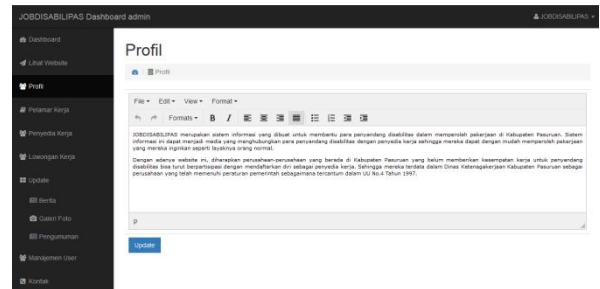 JOBDISABILIPAS Dashboard admin
JOBDISABILIPAS
Dashboard
Lihat Website
Profil
Pelamar Kerja
Penyedia Kerja
Lowongan Kerja
Update
Berita
Galeri Foto
Pengumuman
Manajemen User
Kontak
Profil
/ Profil
File Edit View Format
Formats B I
JOBDISABILIPAS merupakan sistem informasi yang dibuat untuk membantu para penyandang disabilitas dalam memperoleh pekerjaan di Kabupaten Pasuruan. Sistem
informasi ini dapat menjadi media yang menghubungkan para penyandang disabilitas dengan penyedia kerja sehingga mereka dapat dengan mudah memperoleh pekerjaan
yang mereka inginkan seperti layaknya orang normal.
Dengan adanya website ini, diharapkan perusahaan-perusahaan yang berada di Kabupaten Pasuruan yang belum memberikan kesempatan kerja untuk penyandang
disabilitas bisa turut berpartisipasi dengan mendaftarkan diri sebagai penyedia kerja. Sehingga mereka terdata dalam Dinas Ketenagakerjaan Kabupaten Pasuruan sebagai
perusahaan yang telah memenuhi peraturan pemerintah sebagaimana tercantum dalam UU No.4 Tahun 1997.
p
Update